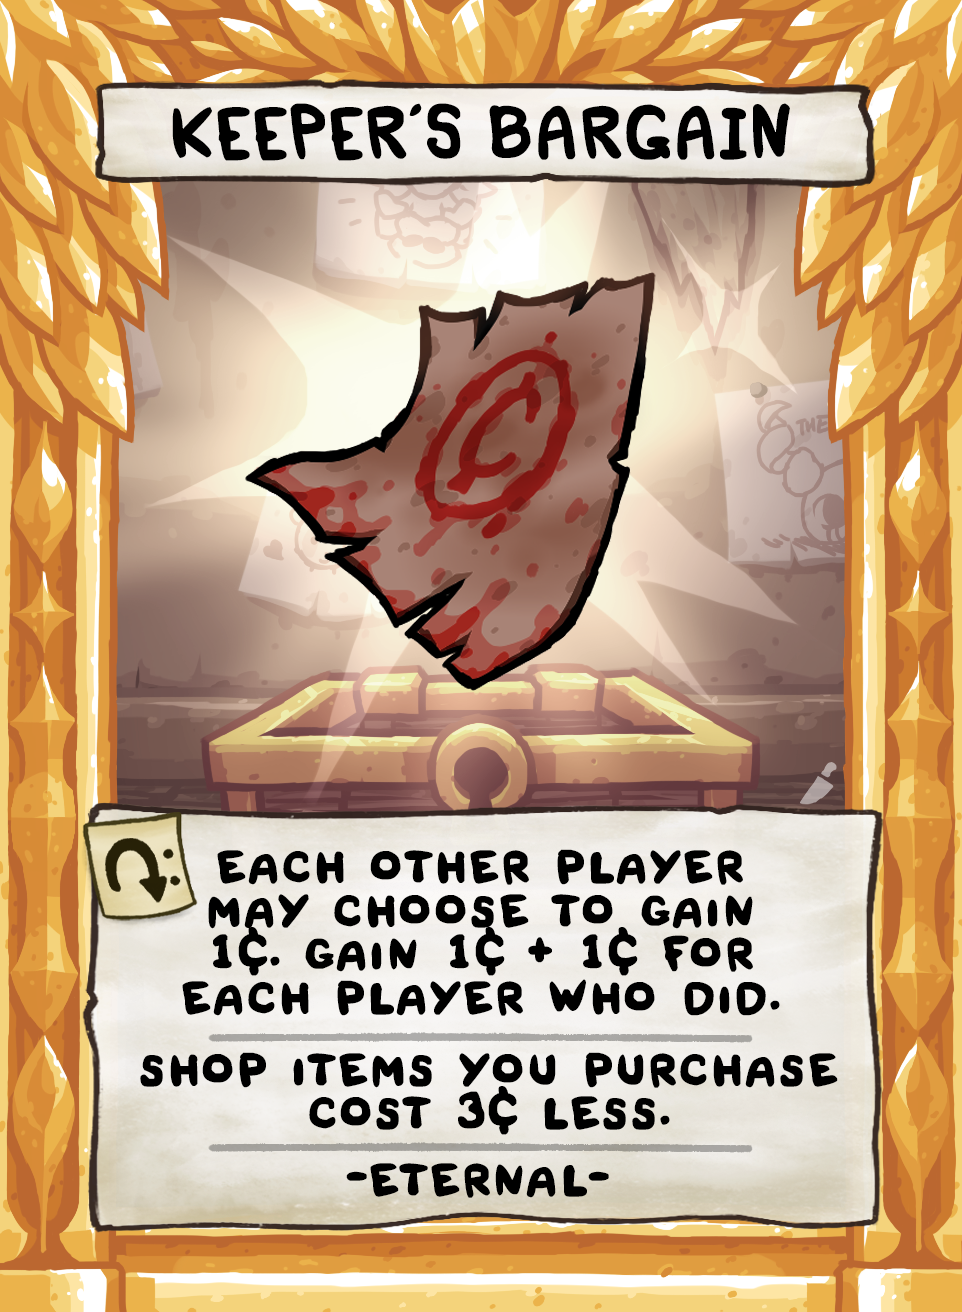 KEEPER'S BARGAIN
©
THE
EACH OTHER PLAYER
MAY CHOOSE TO GAIN
1¢. GAIN 1¢ + 1¢ FOR
EACH PLAYER WHO DID.
SHOP ITEMS YOU PURCHASE
COST 3¢ LESS.
-ETERNAL-